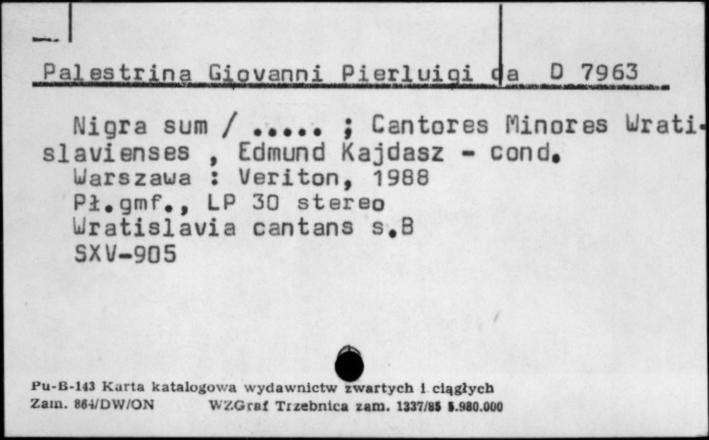 Palestrina Giovanni Pierluigi da D 7963
Nigra sum / ..... ; Cantores Minores Wrati-
slavienses , Edmund Kajdasz - cond.
Warszawa : Veriton, 1988
Pł.gmf., LP 30 stereo
Wratislavia cantans s.B
SXV-905
Pu-B-143 Karta katalogowa wydawnictw zwartych i ciągłych
Zam. 864/DW/ON WZGraf Trzebnica zam. 1337/85 5.980.000